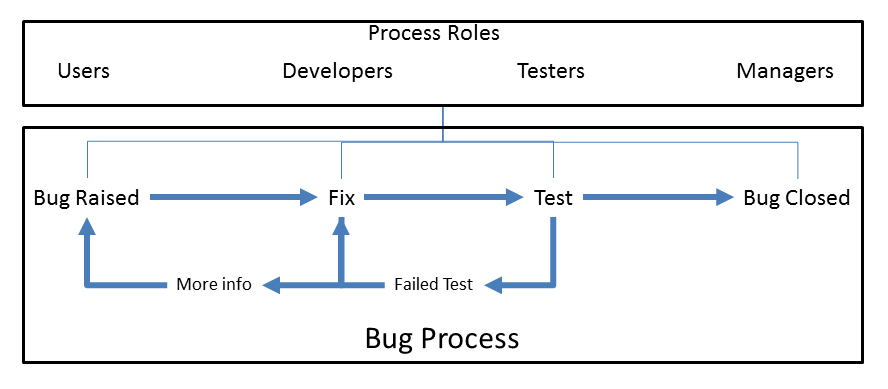 Process Roles
Users Developers Testers Managers
Bug Raised Fix Test Bug Closed
More info Failed Test
Bug Process